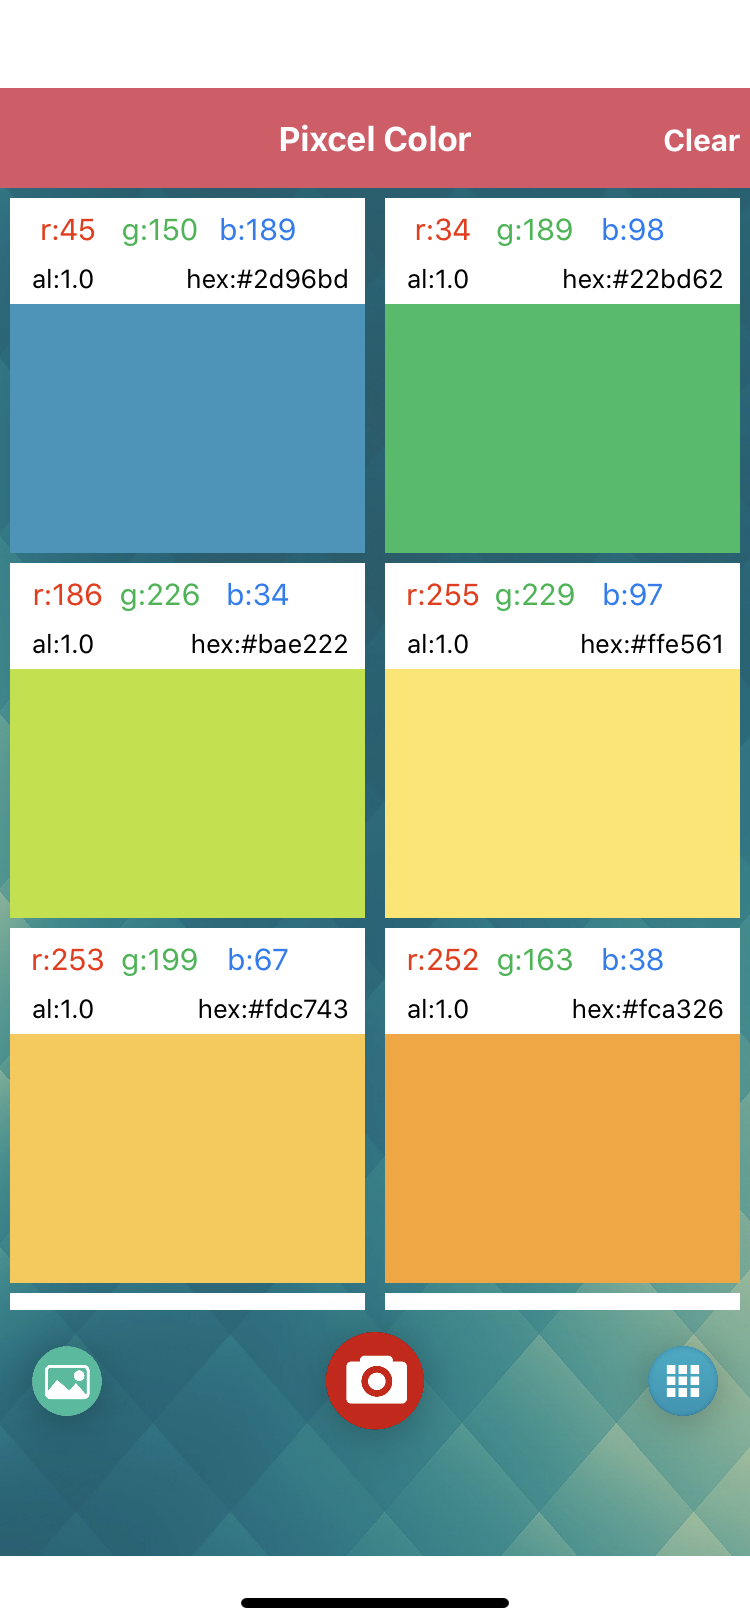 Pixcel Color
Clear
r:45 g:150 b:189
al:1.0 hex:#2d96bd
r:34 g:189 b:98
al:1.0 hex:#22bd62
r:186 g:226 b:34
al:1.0 hex:#bae222
r:255 g:229 b:97
al:1.0 hex:#ffe561
r:253 g:199 b:67
al:1.0 hex:#fdc743
r:252 g:163 b:38
al:1.0 hex:#fca326